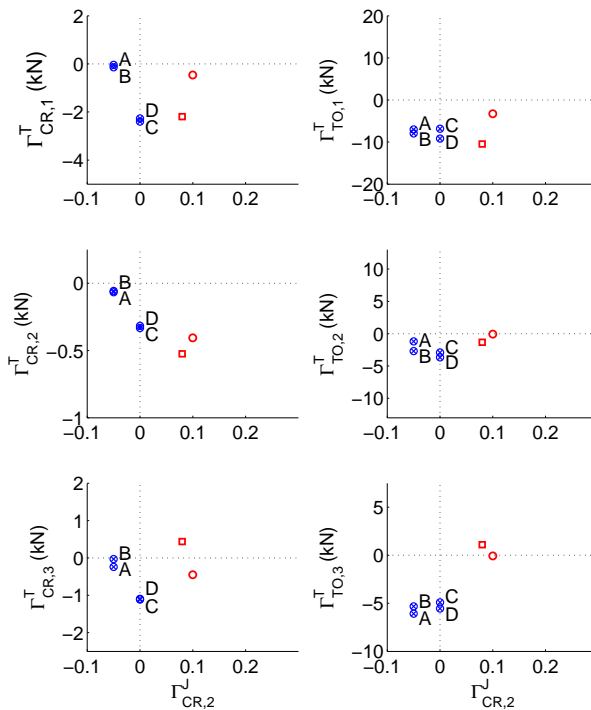 2
0
−2
−4
−0.1 0 0.1 0.2
Γ^T_CR,1 (kN)
A
B
D
C
20
10
0
−10
−20
−0.1 0 0.1 0.2
Γ^T_TO,1 (kN)
A C
B D
0
−0.5
−1
−0.1 0 0.1 0.2
Γ^T_CR,2 (kN)
B
A
D
C
10
5
0
−5
−10
−0.1 0 0.1 0.2
Γ^T_TO,2 (kN)
A C
B D
2
1
0
−1
−2
−0.1 0 0.1 0.2
Γ^T_CR,3 (kN)
B
A
D
C
Γ^J_CR,2
5
0
−5
−10
−0.1 0 0.1 0.2
Γ^T_TO,3 (kN)
B C
A D
Γ^J_CR,2